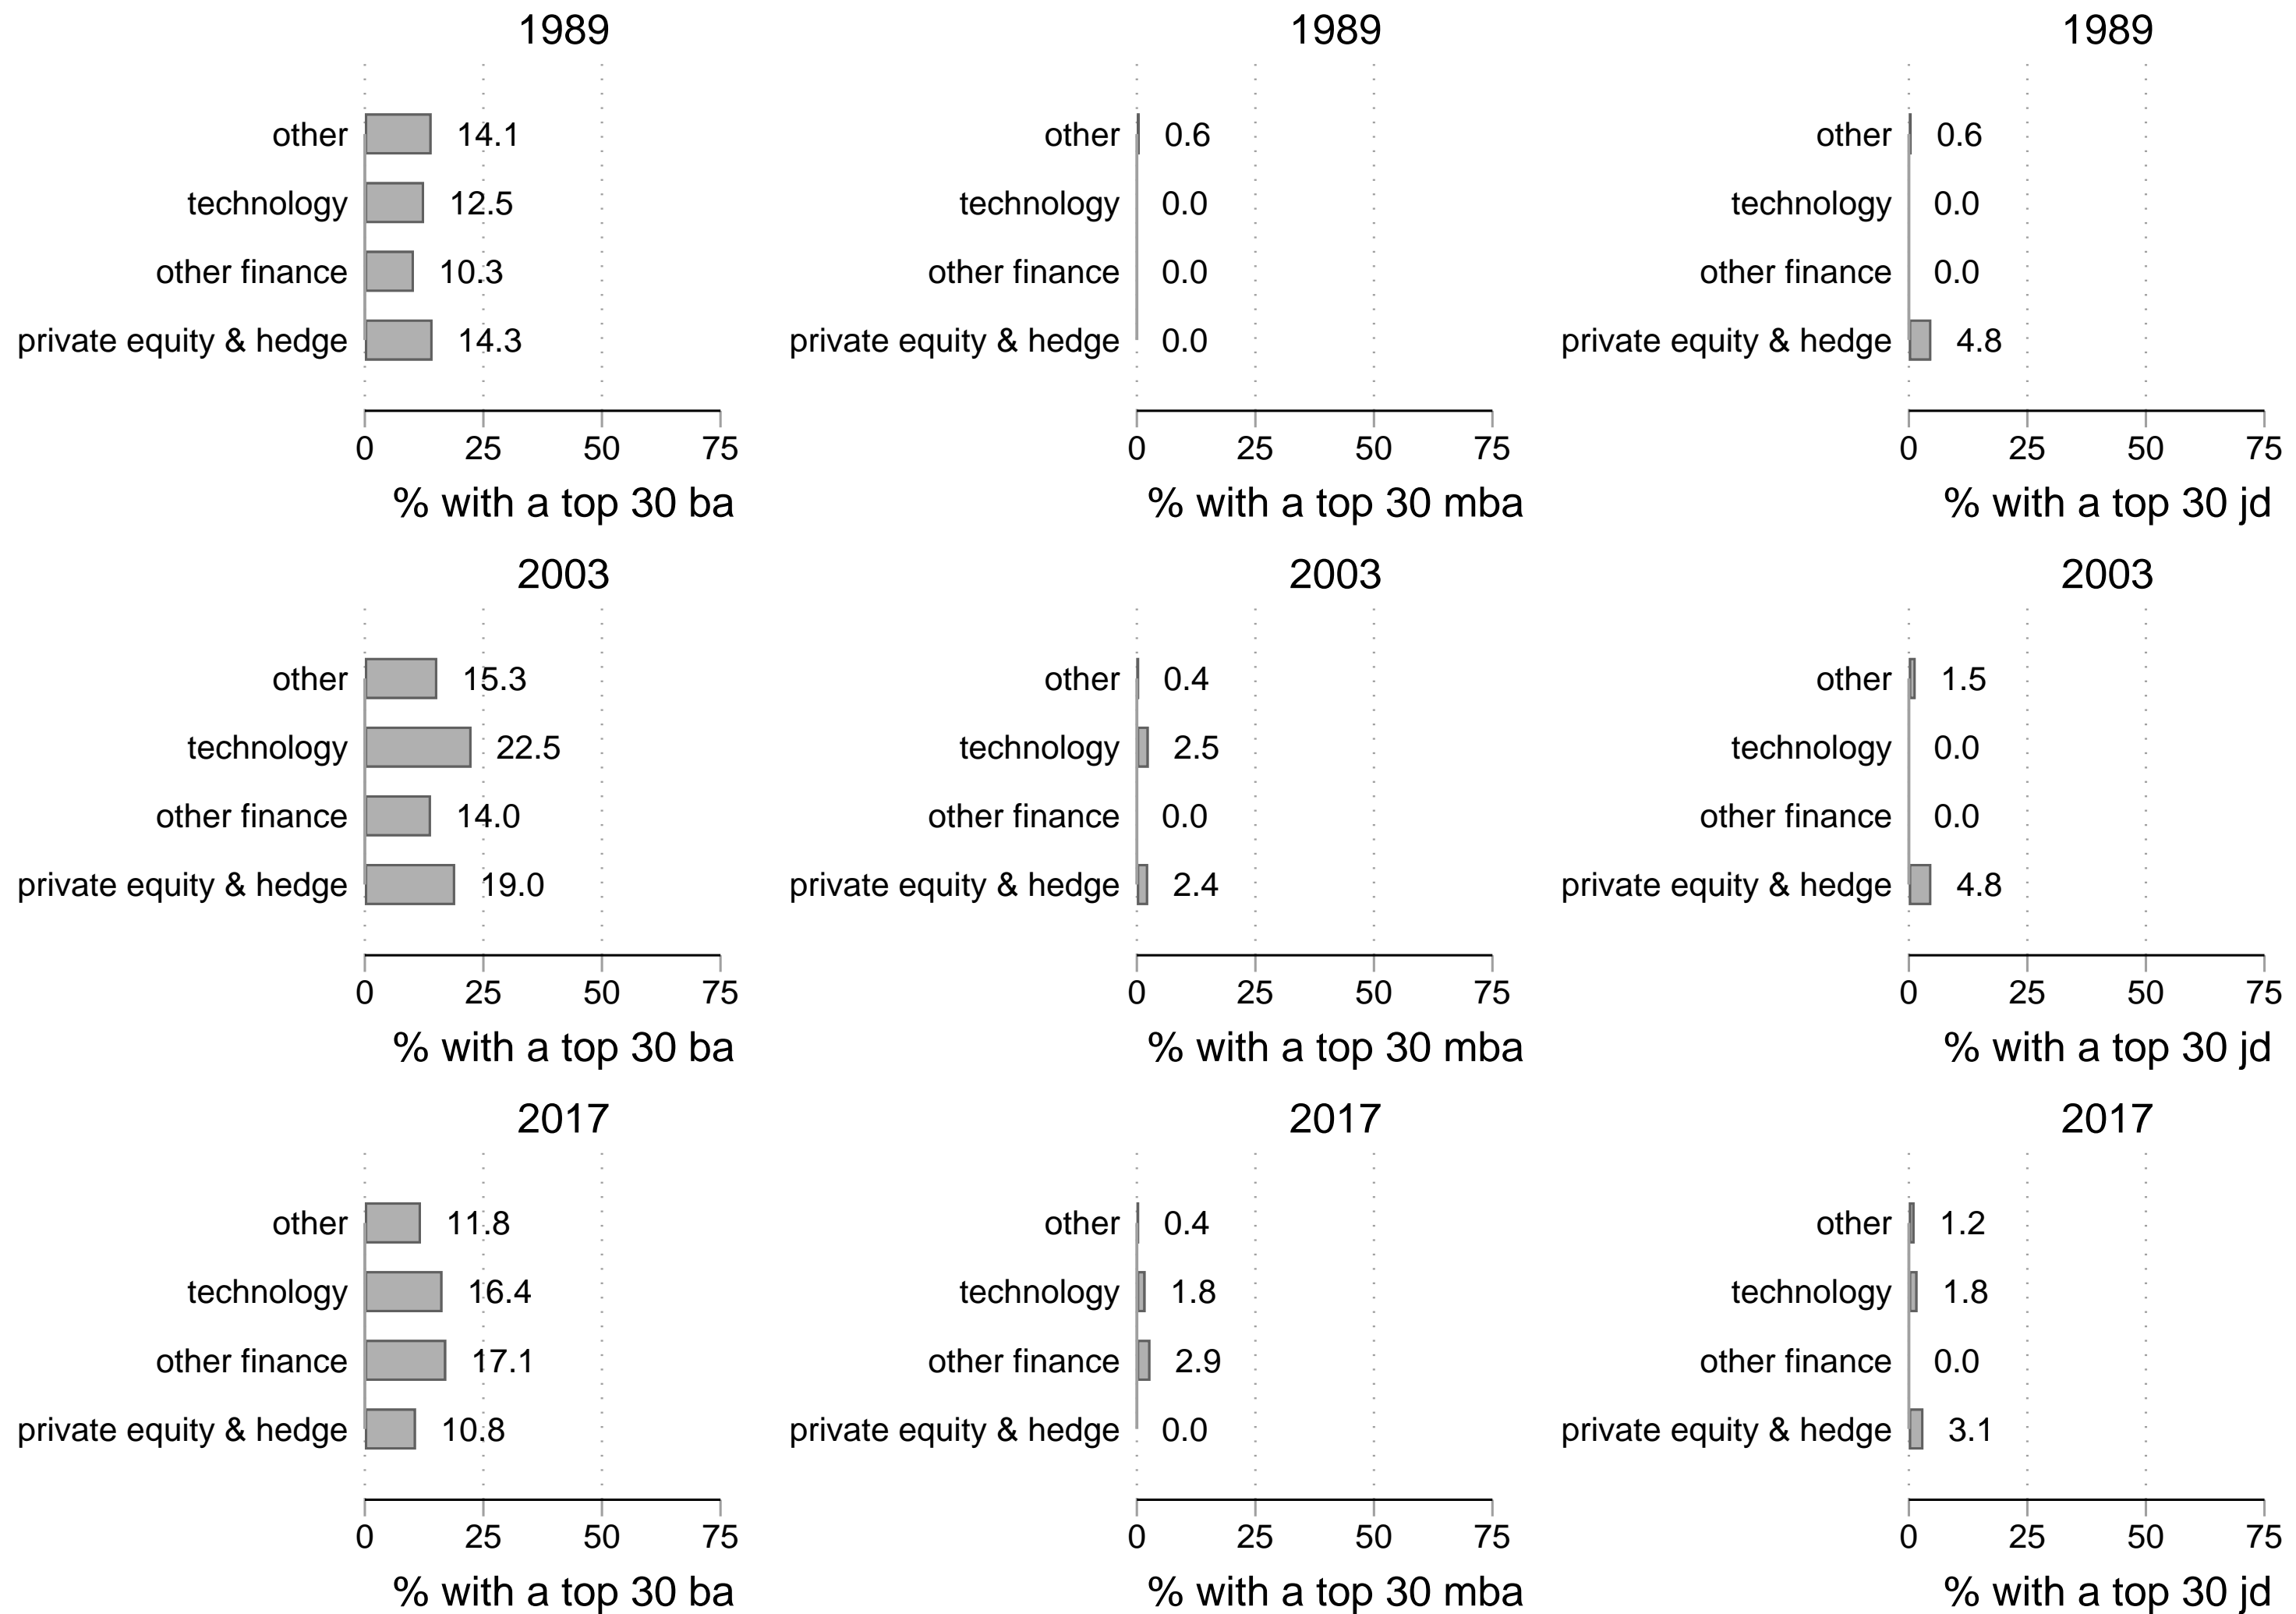 1989 1989 1989
other 14.1 other 0.6 other 0.6
technology 12.5 technology 0.0 technology 0.0
other finance 10.3 other finance 0.0 other finance 0.0
private equity & hedge 14.3 private equity & hedge 0.0 private equity & hedge 4.8
0 25 50 75 0 25 50 75 0 25 50 75
% with a top 30 ba % with a top 30 mba % with a top 30 jd
2003 2003 2003
other 15.3 other 0.4 other 1.5
technology 22.5 technology 2.5 technology 0.0
other finance 14.0 other finance 0.0 other finance 0.0
private equity & hedge 19.0 private equity & hedge 2.4 private equity & hedge 4.8
0 25 50 75 0 25 50 75 0 25 50 75
% with a top 30 ba % with a top 30 mba % with a top 30 jd
2017 2017 2017
other 11.8 other 0.4 other 1.2
technology 16.4 technology 1.8 technology 1.8
other finance 17.1 other finance 2.9 other finance 0.0
private equity & hedge 10.8 private equity & hedge 0.0 private equity & hedge 3.1
0 25 50 75 0 25 50 75 0 25 50 75
% with a top 30 ba % with a top 30 mba % with a top 30 jd